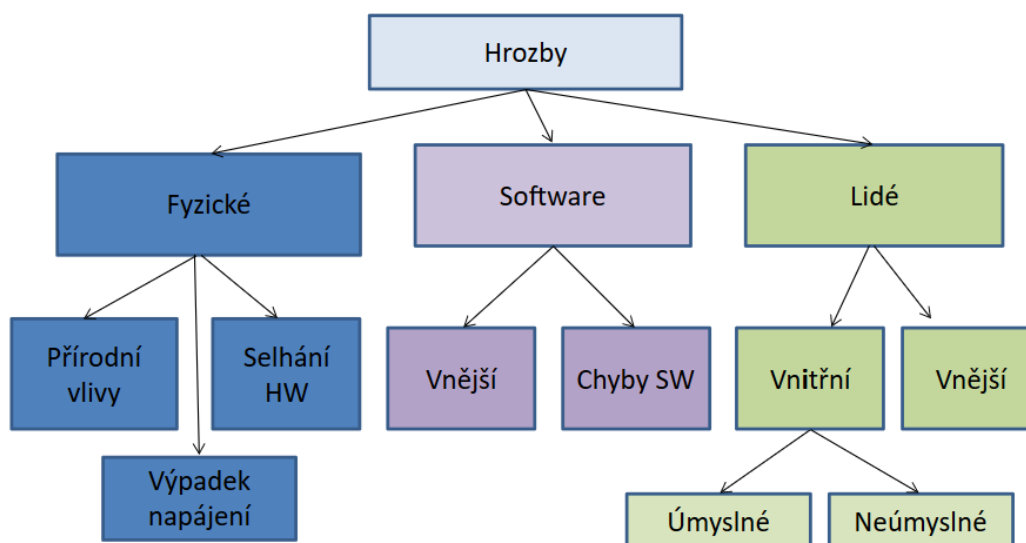 Hrozby
Fyzické
Software
Lidé
Přírodní
vlivy
Selhání
HW
Vnější
Chyby SW
Vnitřní
Vnější
Výpadek
napájení
Úmyslné
Neúmyslné